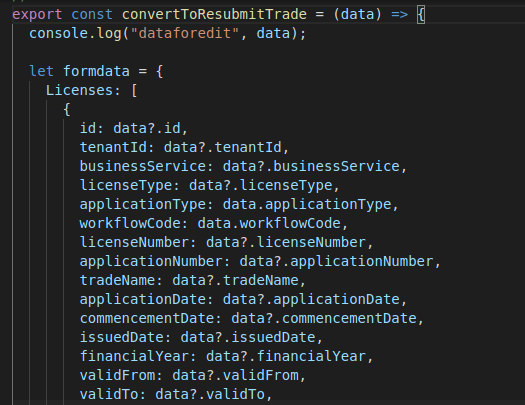 export const convertToResubmitTrade = (data) => {
console.log("dataforedit", data);
let formdata = {
Licenses: [
{
id: data?.id,
tenantId: data?.tenantId,
businessService: data?.businessService,
licenseType: data?.licenseType,
applicationType: data.applicationType,
workflowCode: data.workflowCode,
licenseNumber: data?.licenseNumber,
applicationNumber: data?.applicationNumber,
tradeName: data?.tradeName,
applicationDate: data?.applicationDate,
commencementDate: data?.commencementDate,
issuedDate: data?.issuedDate,
financialYear: data?.financialYear,
validFrom: data?.validFrom,
validTo: data?.validTo,